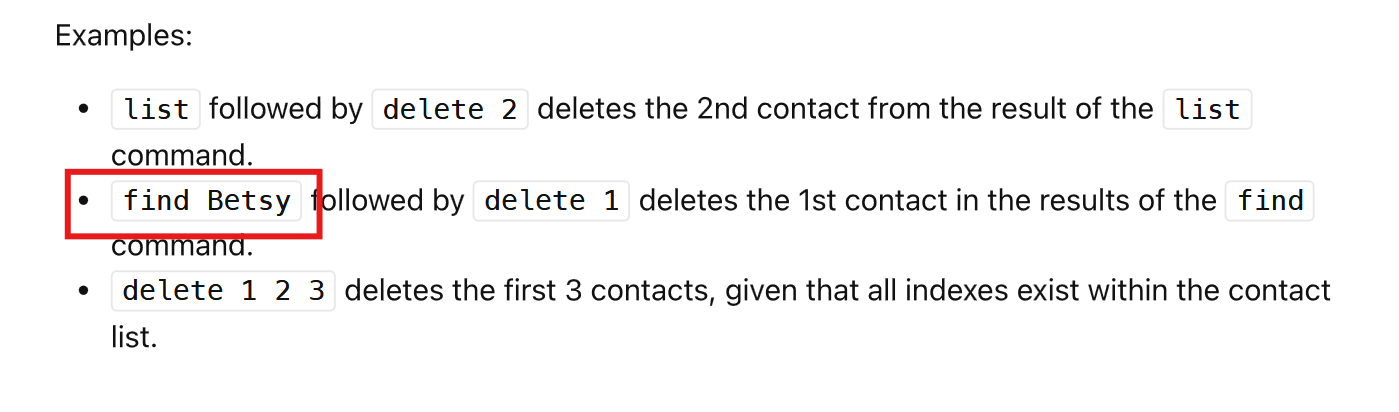 Examples:
• list followed by delete 2 deletes the 2nd contact from the result of the list
command.
• find Betsy followed by delete 1 deletes the 1st contact in the results of the find
command.
• delete 1 2 3 deletes the first 3 contacts, given that all indexes exist within the contact
list.